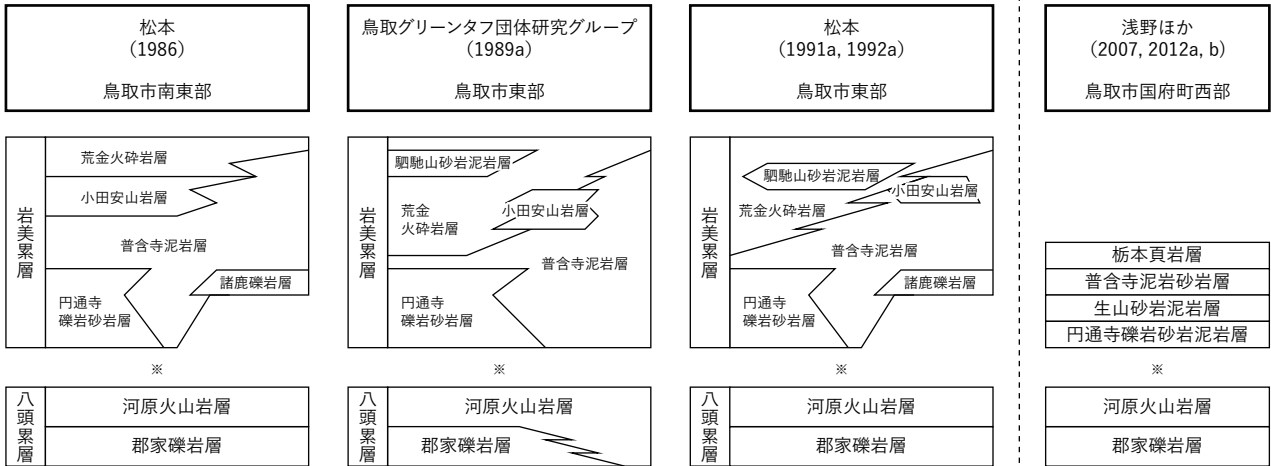 松本
(1986)
鳥取市南東部
岩美累層
荒金火砕岩層
小田安山岩層
普含寺泥岩層
諸鹿礫岩層
円通寺
礫岩砂岩層
※
八頭累層
河原火山岩層
郡家礫岩層
鳥取グリーンタフ団体研究グループ
(1989a)
鳥取市東部
岩美累層
駟馳山砂岩泥岩層
荒金
火砕岩層
小田安山岩層
普含寺泥岩層
円通寺
礫岩砂岩層
※
八頭累層
河原火山岩層
郡家礫岩層
松本
(1991a, 1992a)
鳥取市東部
岩美累層
駟馳山砂岩泥岩層
小田安山岩層
荒金火砕岩層
普含寺泥岩層
諸鹿礫岩層
円通寺
礫岩砂岩層
※
八頭累層
河原火山岩層
郡家礫岩層
浅野ほか
(2007, 2012a, b)
鳥取市国府町西部
栃本頁岩層
普含寺泥岩砂岩層
生山砂岩泥岩層
円通寺礫岩砂岩泥岩層
※
河原火山岩層
郡家礫岩層